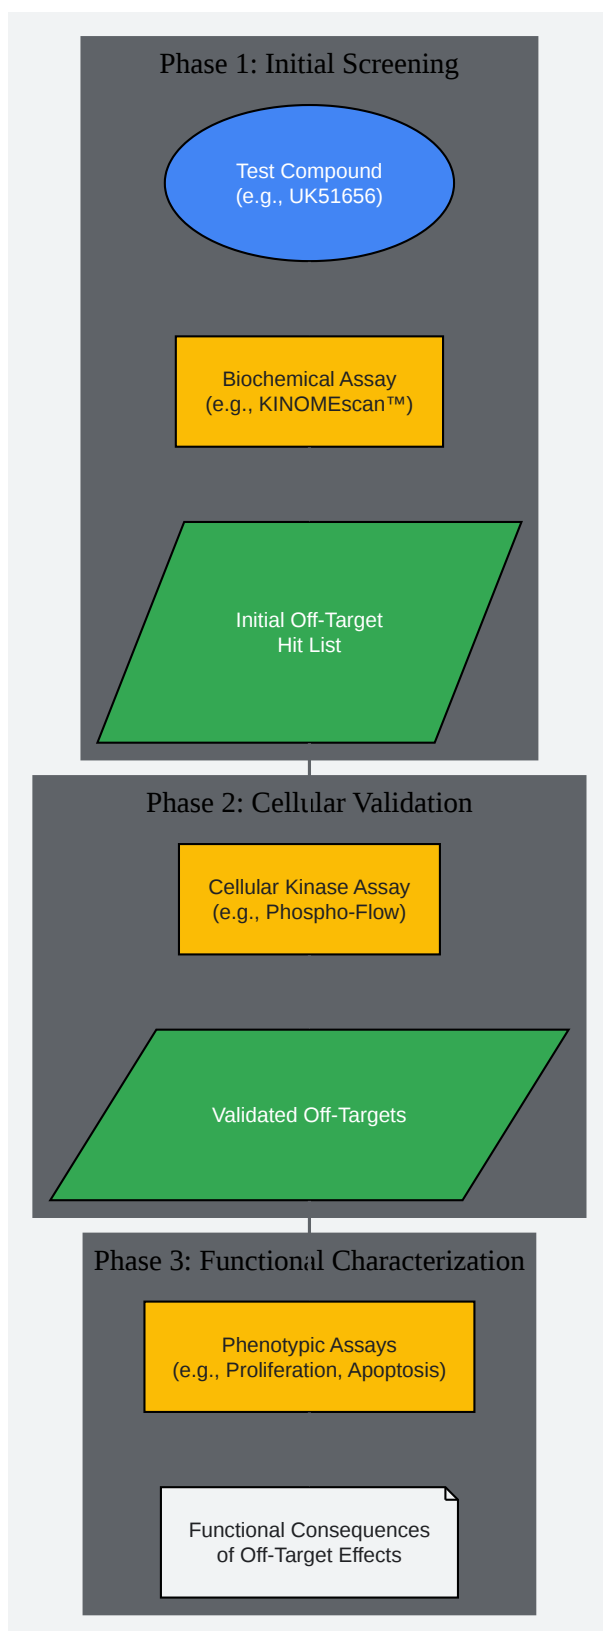 Phase 1: Initial Screening
Test Compound
(e.g., UK51656)
Biochemical Assay
(e.g., KINOMEscan™)
Initial Off-Target
Hit List
Phase 2: Cellular Validation
Cellular Kinase Assay
(e.g., Phospho-Flow)
Validated Off-Targets
Phase 3: Functional Characterization
Phenotypic Assays
(e.g., Proliferation, Apoptosis)
Functional Consequences
of Off-Target Effects